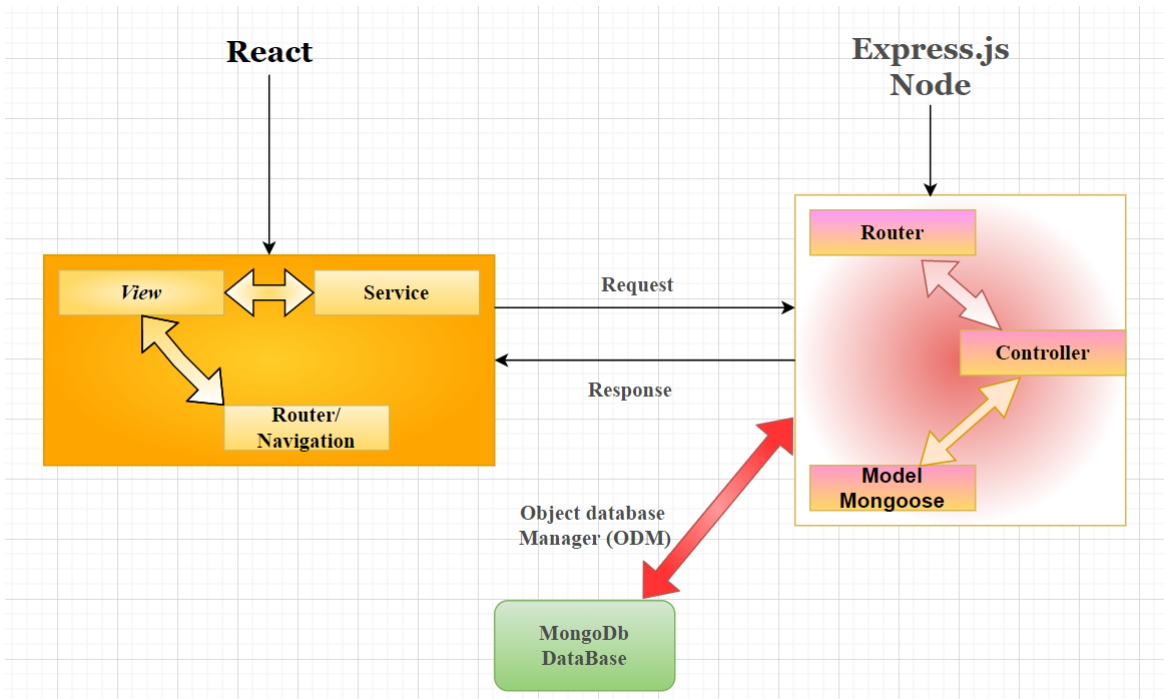 React
Express.js
Node
Router
View
Service
Request
Controller
Response
Router/
Navigation
Model
Mongoose
Object database
Manager (ODM)
MongoDb
DataBase